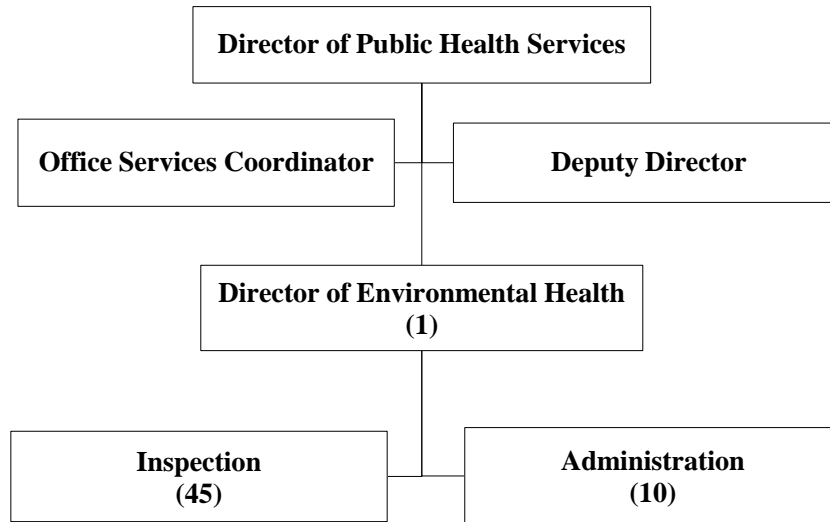 Director of Public Health Services
Office Services Coordinator
Deputy Director
Director of Environmental Health
(1)
Inspection
(45)
Administration
(10)